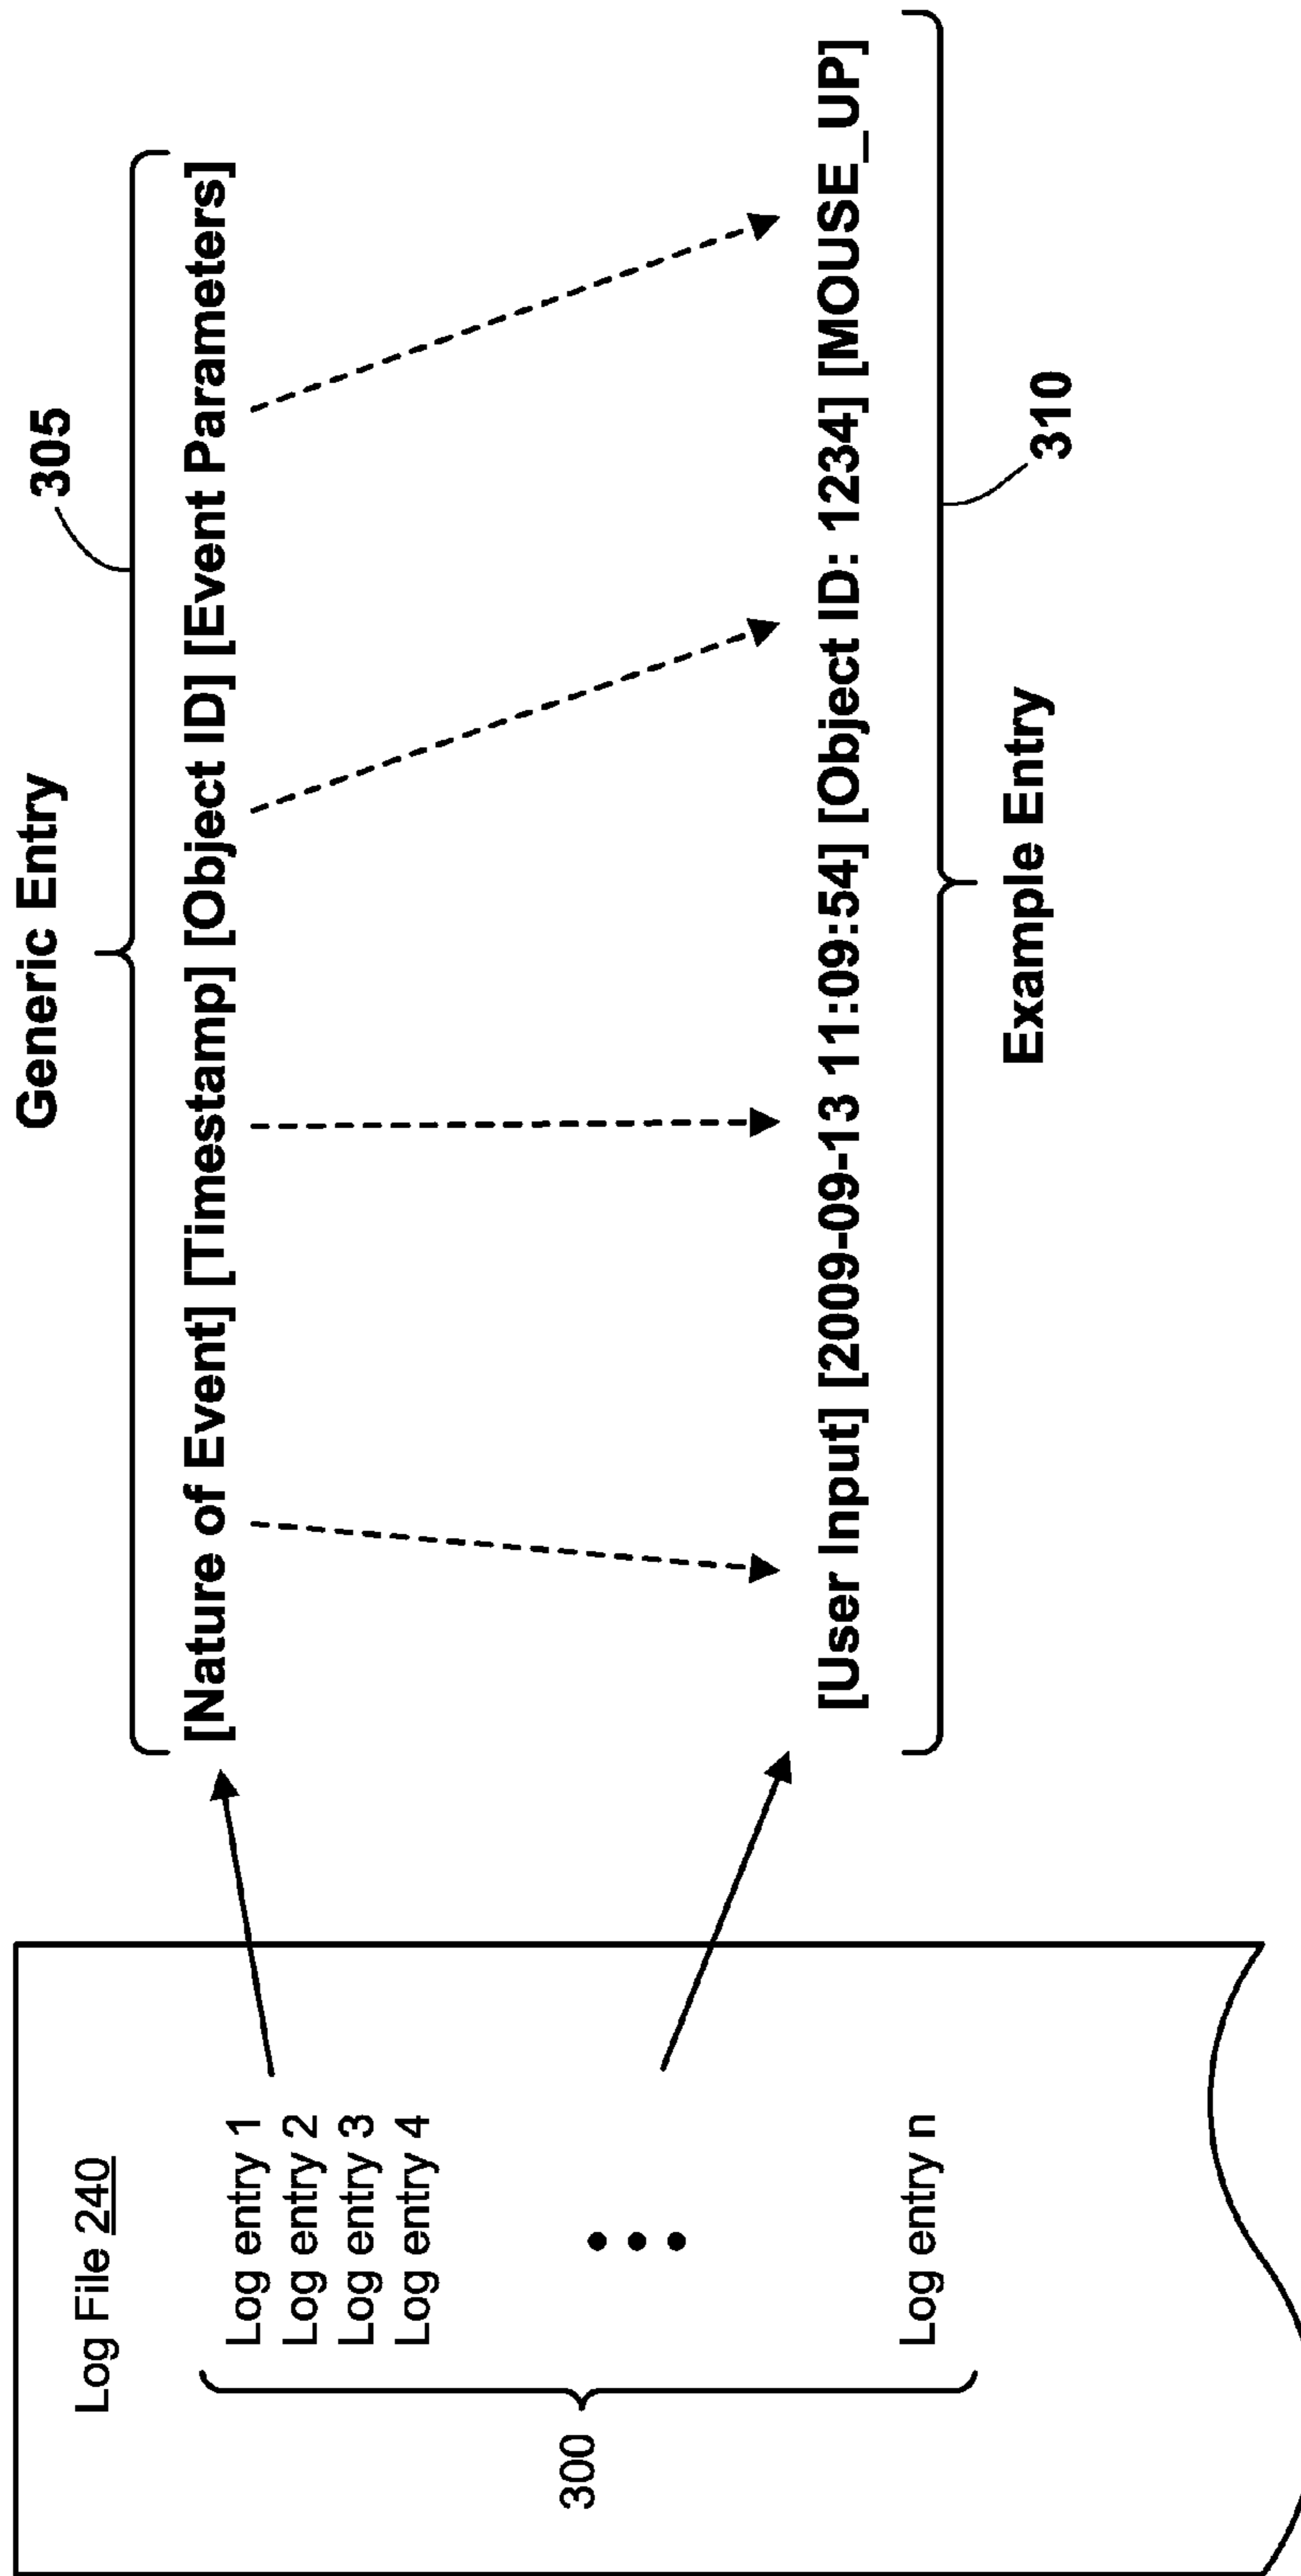 Log File 240
Log entry 1
Log entry 2
Log entry 3
Log entry 4
Log entry n
300
Generic Entry
305
[Nature of Event] [Timestamp] [Object ID] [Event Parameters]
[User Input] [2009-09-13 11:09:54] [Object ID: 1234] [MOUSE_UP]
310
Example Entry